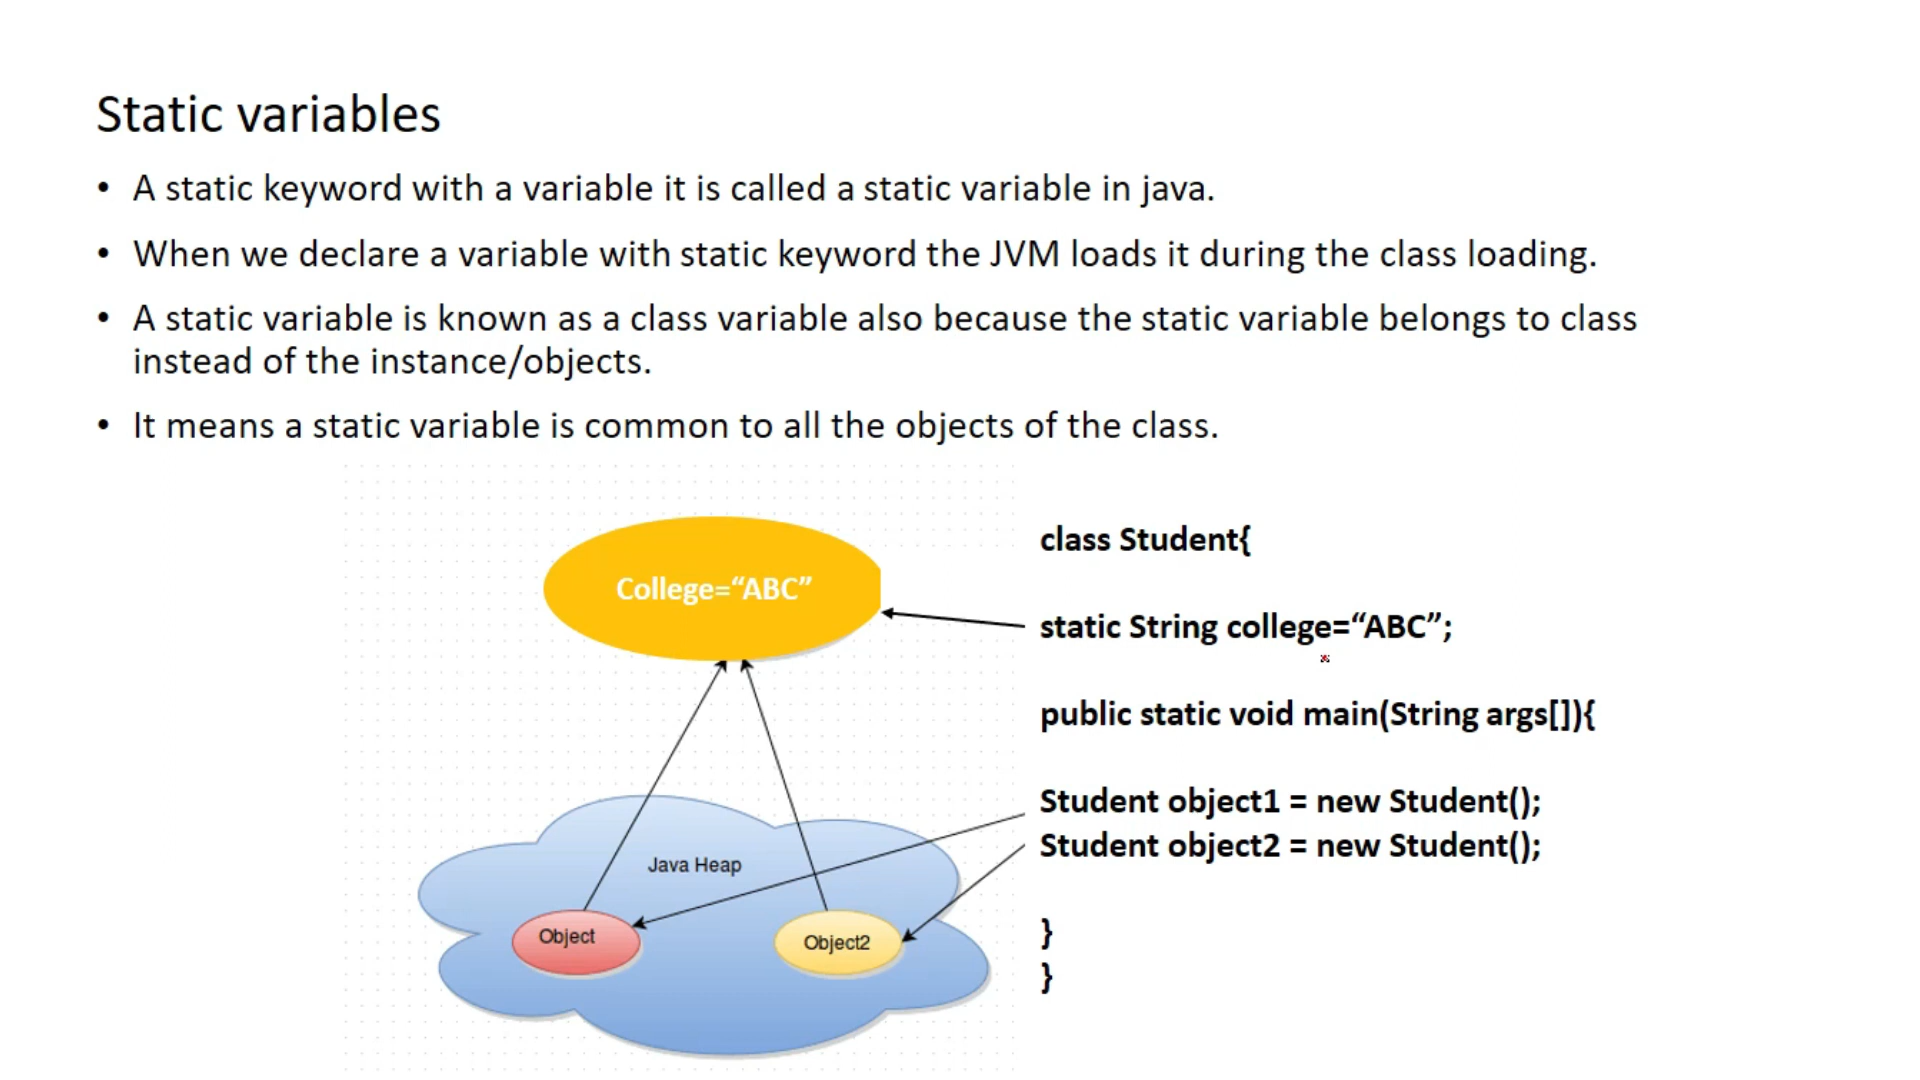 Static variables
• A static keyword with a variable it is called a static variable in java.
• When we declare a variable with static keyword the JVM loads it during the class loading.
• A static variable is known as a class variable also because the static variable belongs to class
instead of the instance/objects.
• It means a static variable is common to all the objects of the class.
College=“ABC”
Java Heap
Object
Object2
class Student{
static String college=“ABC”;
public static void main(String args[]){
Student object1 = new Student();
Student object2 = new Student();
}
}